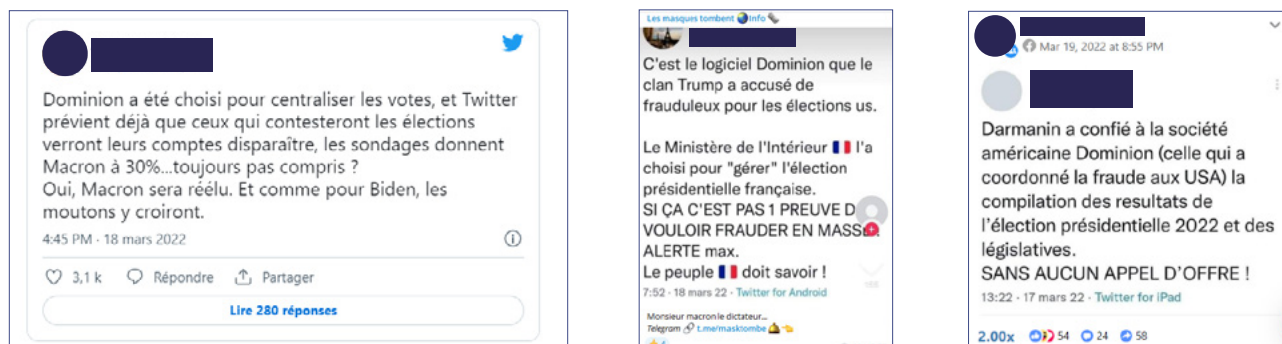 Dominion a été choisi pour centraliser les votes, et Twitter
prévient déjà que ceux qui contesteront les élections
verront leurs comptes disparaître, les sondages donnent
Macron à 30%...toujours pas compris ?
Oui, Macron sera réélu. Et comme pour Biden, les
moutons y croiront.
4:45 PM · 18 mars 2022
3,1 k Répondre Partager
Lire 280 réponses
Les masques tombent Info
C'est le logiciel Dominion que le
clan Trump a accusé de
frauduleux pour les élections us.
Le Ministère de l'Intérieur 🇫🇷 l'a
choisi pour "gérer" l'élection
présidentielle française.
SI ÇA C'EST PAS 1 PREUVE D
VOULOIR FRAUDER EN MASSE
ALERTE max.
Le peuple 🇫🇷 doit savoir !
7:52 · 18 mars 22 · Twitter for Android
Monsieur macron le dictateur...
Telegram t.me/masktombe
Mar 19, 2022 at 8:55 PM
Darmanin a confié à la société
américaine Dominion (celle qui a
coordonné la fraude aux USA) la
compilation des resultats de
l'élection présidentielle 2022 et des
législatives.
SANS AUCUN APPEL D'OFFRE !
13:22 · 17 mars 22 · Twitter for iPad
2.00x 54 24 58